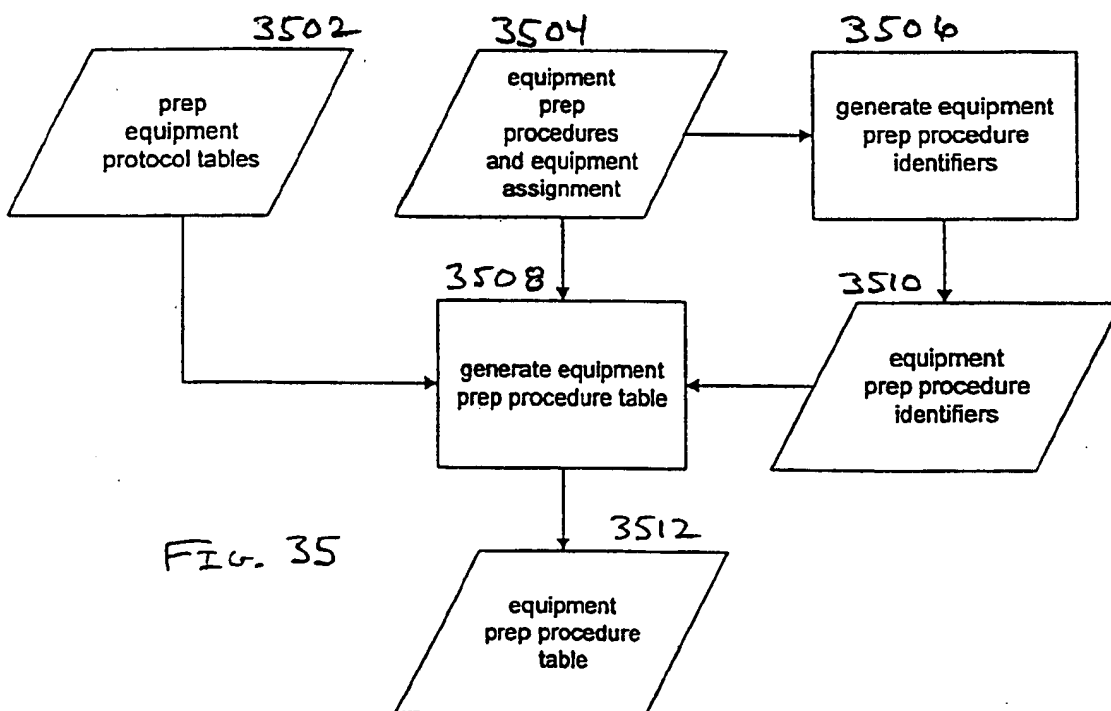 3502
prep
equipment
protocol tables
3504
equipment
prep
procedures
and equipment
assignment
3506
generate equipment
prep procedure
identifiers
3508
generate equipment
prep procedure table
3510
equipment
prep procedure
identifiers
FIG. 35
3512
equipment
prep procedure
table